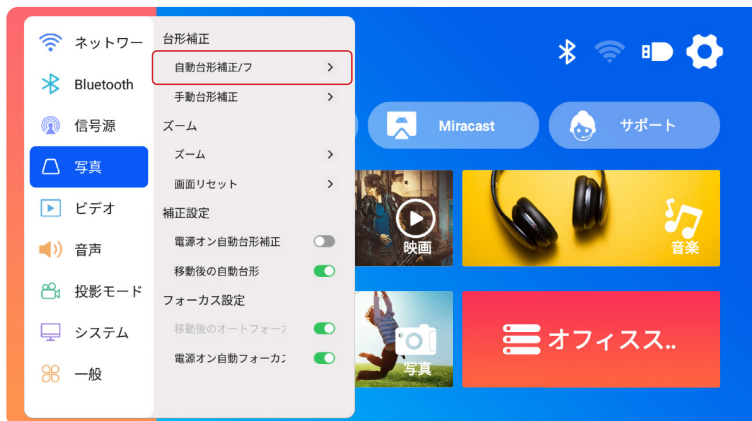 ネットワー
Bluetooth
信号源
写真
ビデオ
音声
投影モード
システム
一般
台形補正
自動台形補正/フ
手動台形補正
ズーム
ズーム
画面リセット
補正設定
電源オン自動台形補正
移動後の自動台形
フォーカス設定
移動後のオートフォーカ
電源オン自動フォーカス
Miracast
サポート
映画
音楽
写真
オフィスス..